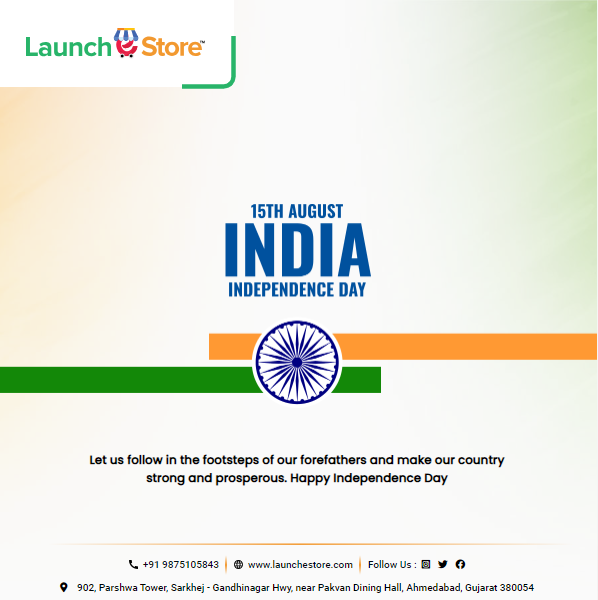 Launch e Store™
15TH AUGUST
INDIA
INDEPENDENCE DAY
Let us follow in the footsteps of our forefathers and make our country
strong and prosperous. Happy Independence Day
+91 9875105843 | www.launchestore.com | Follow Us :
902, Parshwa Tower, Sarkhej - Gandhinagar Hwy, near Pakvan Dining Hall, Ahmedabad, Gujarat 380054